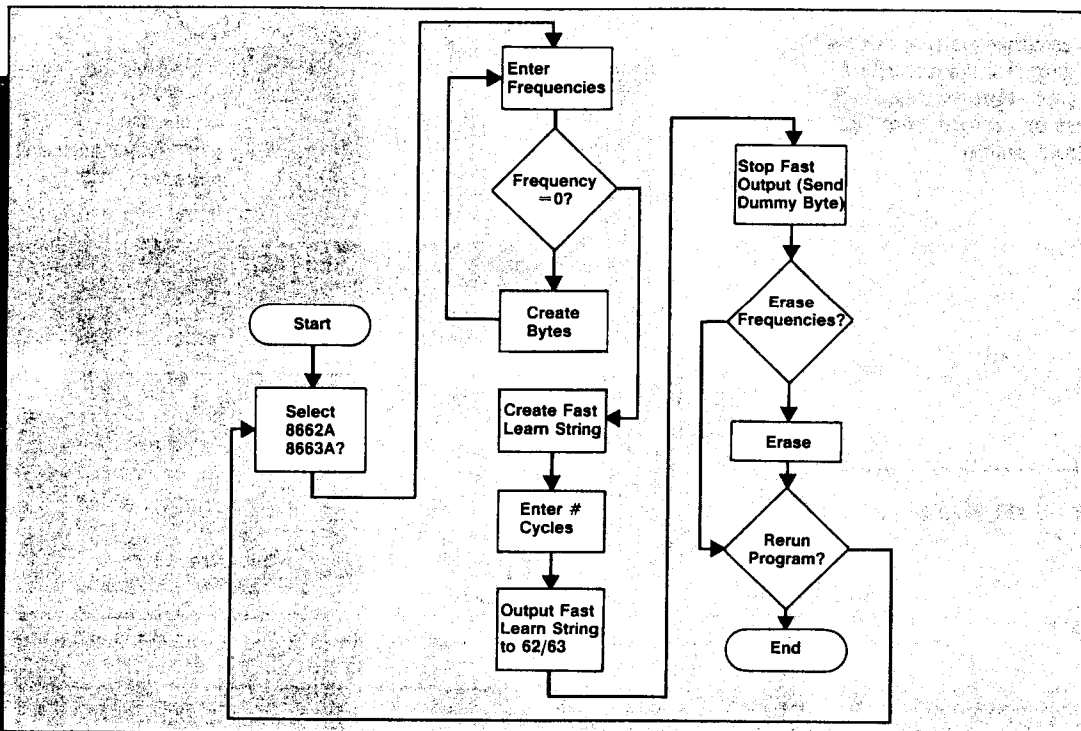 Start
Select
8662A
8663A?
Enter
Frequencies
Frequency
=0?
Create
Bytes
Create Fast
Learn String
Enter #
Cycles
Output Fast
Learn String
to 62/63
Stop Fast
Output (Send
Dummy Byte)
Erase
Frequencies?
Erase
Rerun
Program?
End